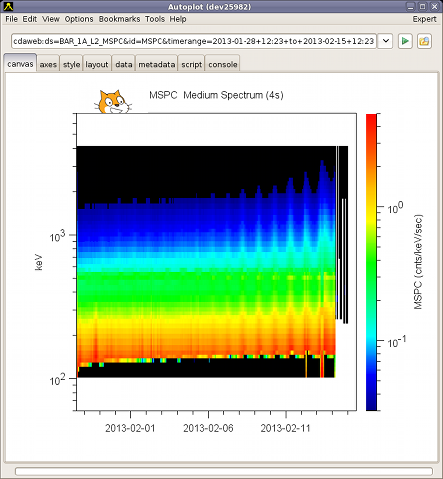 Autoplot (dev25982)
File Edit View Options Bookmarks Tools Help Expert
cdaweb:ds=BAR_1A_L2_MSPC&id=MSPC&timerange=2013-01-28+12:23+to+2013-02-15+12:23
canvas axes style layout data metadata script console
MSPC Medium Spectrum (4s)
10^3
10^2
keV
2013-02-01 2013-02-06 2013-02-11
10^0
10^-1
MSPC (cnts/keV/sec)